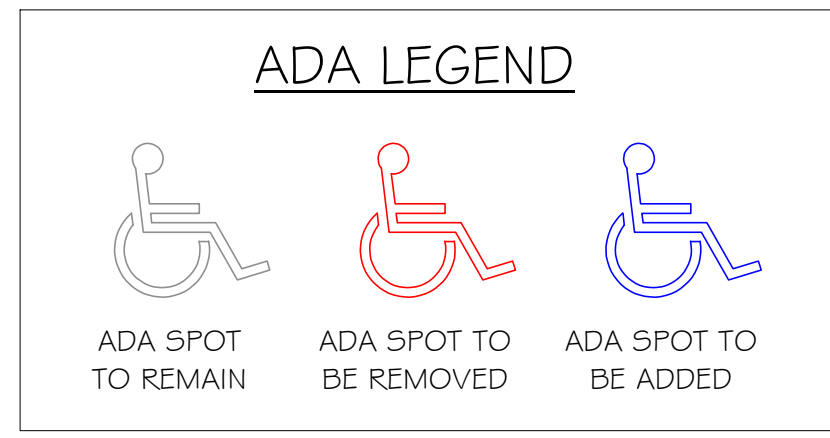 ADA LEGEND
ADA SPOT
TO REMAIN
ADA SPOT TO
BE REMOVED
ADA SPOT TO
BE ADDED